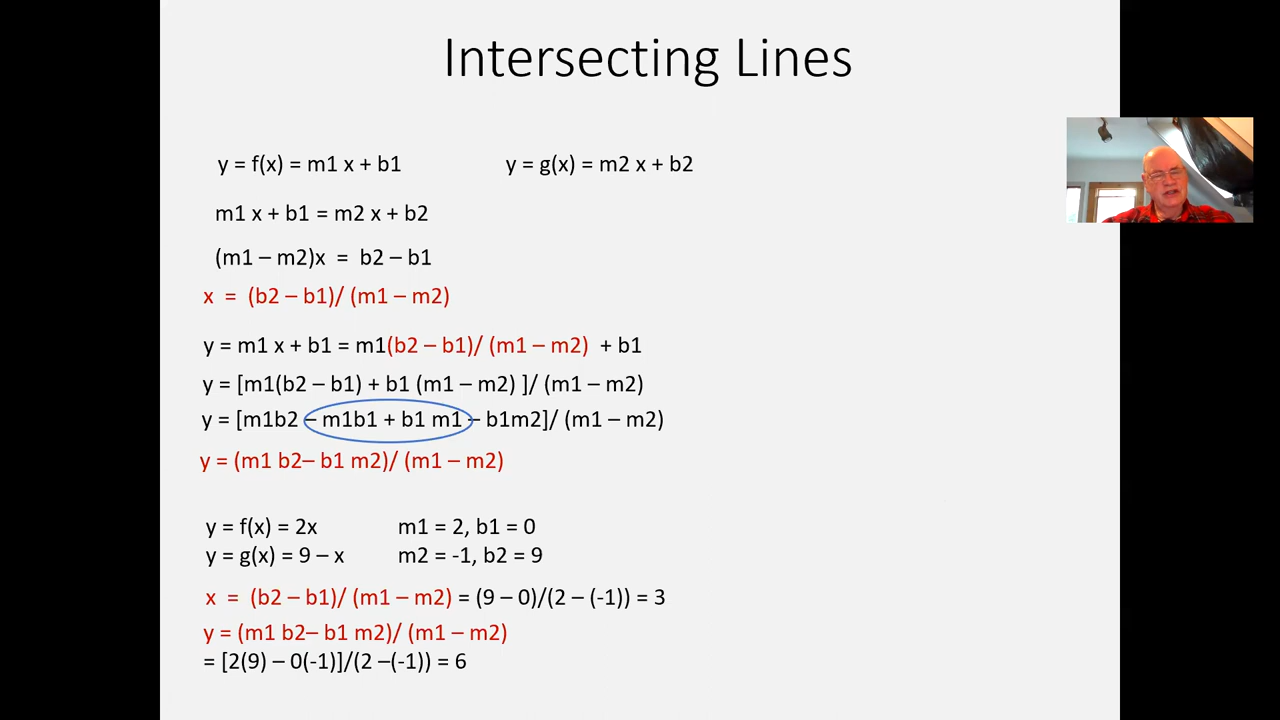 Intersecting Lines
y = f(x) = m1 x + b1 y = g(x) = m2 x + b2
m1 x + b1 = m2 x + b2
(m1 – m2)x = b2 – b1
x = (b2 – b1)/ (m1 – m2)
y = m1 x + b1 = m1(b2 – b1)/ (m1 – m2) + b1
y = [m1(b2 – b1) + b1 (m1 – m2) ]/ (m1 – m2)
y = [m1b2 – m1b1 + b1 m1 – b1m2]/ (m1 – m2)
y = (m1 b2– b1 m2)/ (m1 – m2)
y = f(x) = 2x m1 = 2, b1 = 0
y = g(x) = 9 – x m2 = -1, b2 = 9
x = (b2 – b1)/ (m1 – m2) = (9 – 0)/(2 – (-1)) = 3
y = (m1 b2– b1 m2)/ (m1 – m2)
= [2(9) – 0(-1)]/(2 –(-1)) = 6